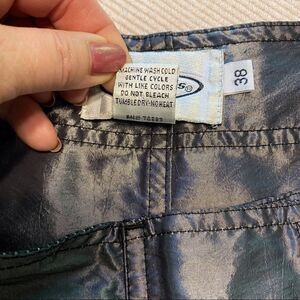 MACHINE WASH COLD
GENTLE CYCLE
WITH LIKE COLORS
DO NOT BLEACH
TUMBLE DRY-NO HEAT
38